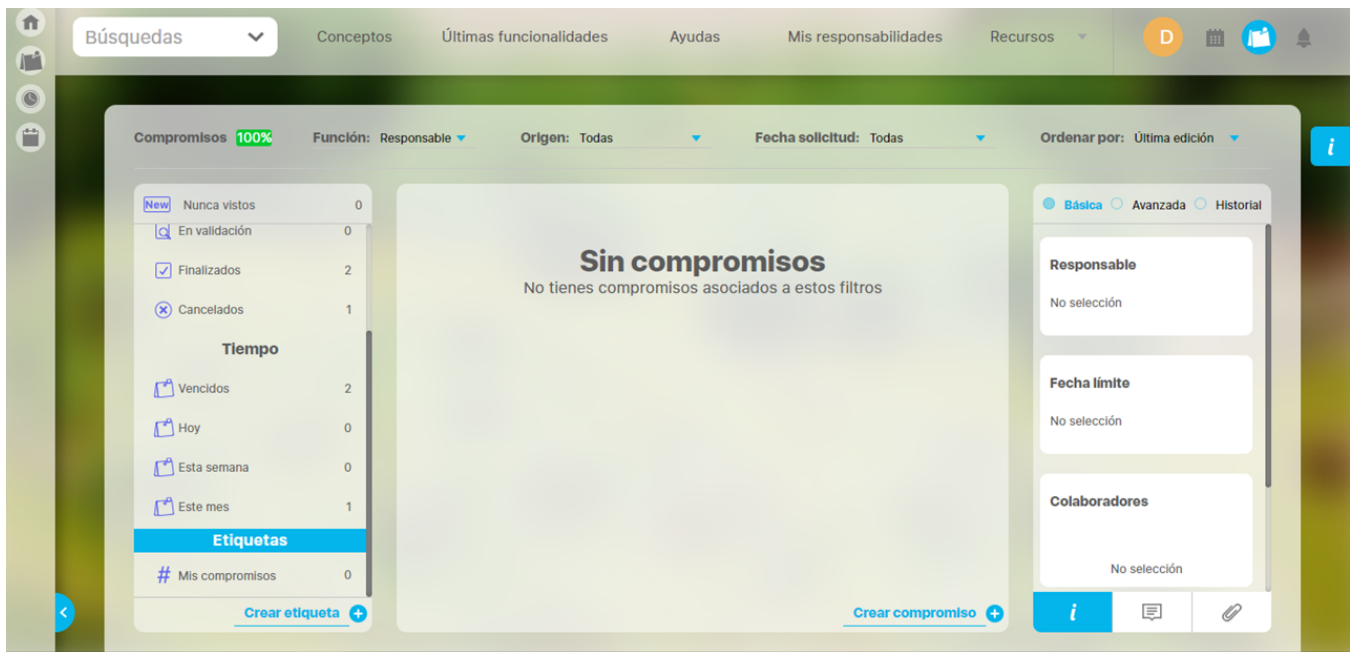 Búsquedas
Conceptos
Últimas funcionalidades
Ayudas
Mis responsabilidades
Recursos
D
Compromisos 100%
Función: Responsable
Origen: Todas
Fecha solicitud: Todas
Ordenar por: Última edición
i
New Nunca vistos 0
En validación 0
Finalizados 2
Cancelados 1
Tiempo
Vencidos 2
Hoy 0
Esta semana 0
Este mes 1
Etiquetas
# Mis compromisos 0
Crear etiqueta +
Sin compromisos
No tienes compromisos asociados a estos filtros
Crear compromiso +
Básica
Avanzada
Historial
Responsable
No selección
Fecha límite
No selección
Colaboradores
No selección
i